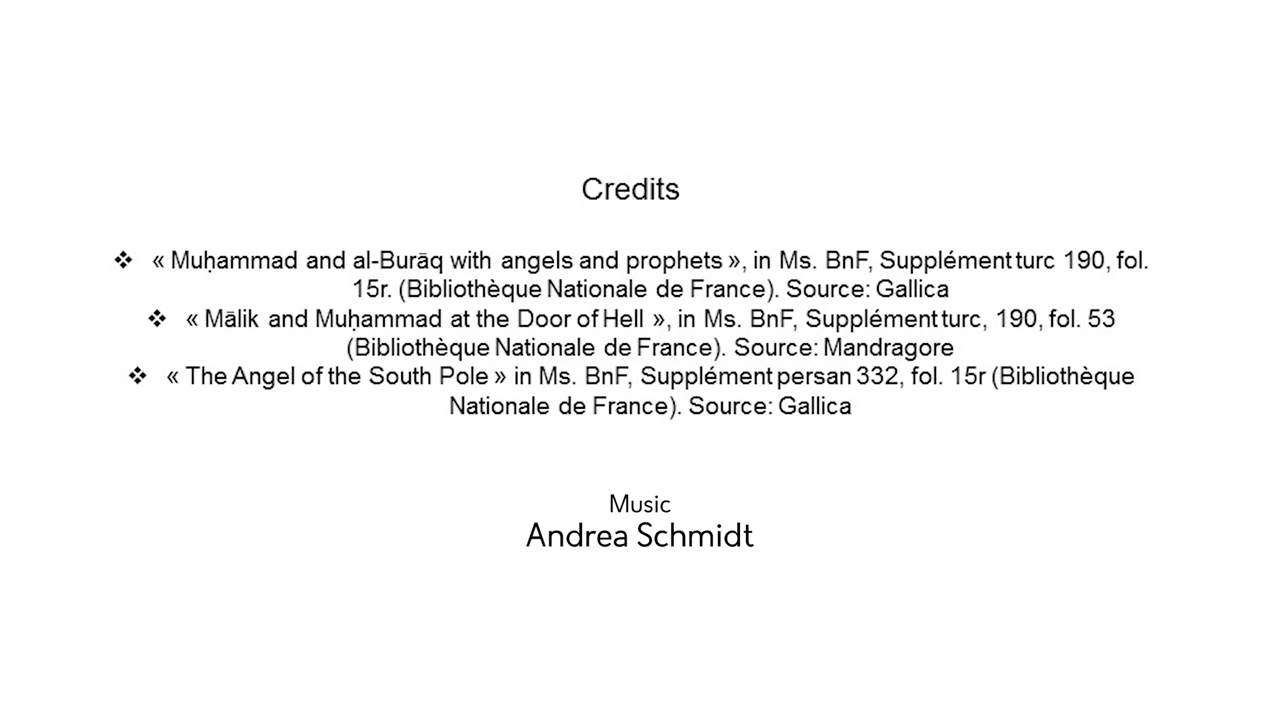 Credits
❖ « Muḥammad and al-Burāq with angels and prophets », in Ms. BnF, Supplément turc 190, fol.
15r. (Bibliothèque Nationale de France). Source: Gallica
❖ « Mālik and Muḥammad at the Door of Hell », in Ms. BnF, Supplément turc, 190, fol. 53
(Bibliothèque Nationale de France). Source: Mandragore
❖ « The Angel of the South Pole » in Ms. BnF, Supplément persan 332, fol. 15r (Bibliothèque
Nationale de France). Source: Gallica
Music
Andrea Schmidt